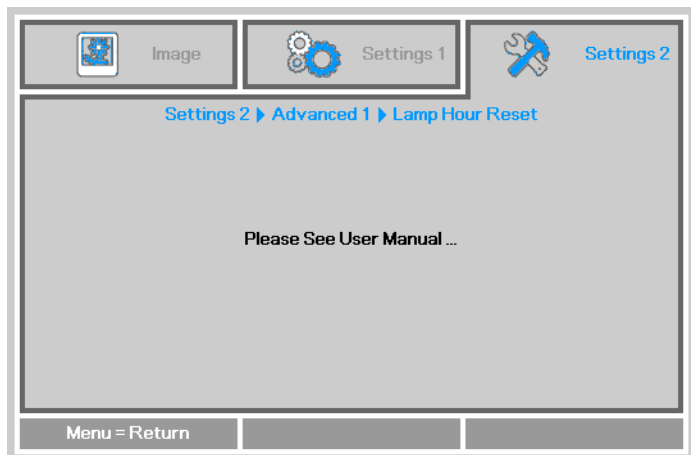 Image
Settings 1
Settings 2
Settings 2 ▶ Advanced 1 ▶ Lamp Hour Reset
Please See User Manual ...
Menu = Return